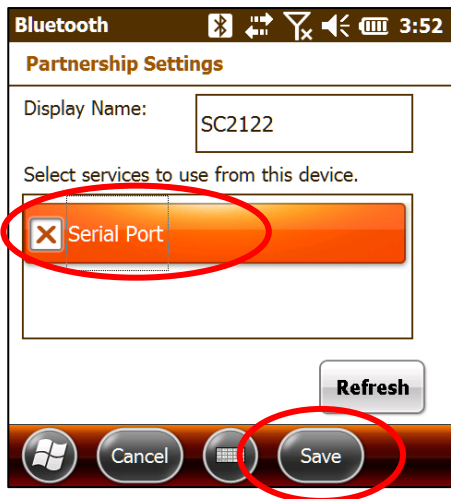 Bluetooth 3:52
Partnership Settings
Display Name:
SC2122
Select services to use from this device.
Serial Port
Refresh
Cancel
Save